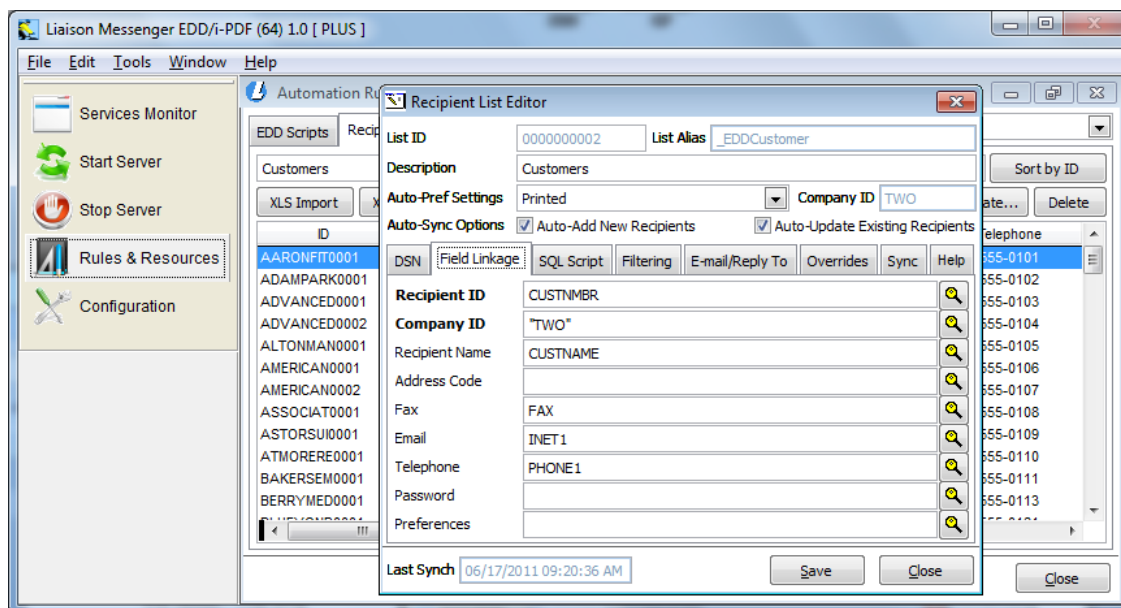 Liaison Messenger EDD/i-PDF (64) 1.0 [ PLUS ]
File Edit Tools Window Help
Services Monitor
Start Server
Stop Server
Rules & Resources
Configuration
Automation Ru
EDD Scripts Recip
Customers
Sort by ID
XLS Import X
ate... Delete
ID
Telephone
AARONFIT0001 555-0101
ADAMPARK0001 555-0102
ADVANCED0001 555-0103
ADVANCED0002 555-0104
ALTONMAN0001 555-0105
AMERICAN0001 555-0106
AMERICAN0002 555-0107
ASSOCIAT0001 555-0108
ASTORSUI0001 555-0109
ATMORERE0001 555-0110
BAKERSEM0001 555-0111
BERRYMED0001 555-0113
Close
Recipient List Editor
List ID 0000000002 List Alias _EDDCustomer
Description Customers
Auto-Pref Settings Printed Company ID TWO
Auto-Sync Options Auto-Add New Recipients Auto-Update Existing Recipients
DSN Field Linkage SQL Script Filtering E-mail/Reply To Overrides Sync Help
Recipient ID CUSTNMBR
Company ID "TWO"
Recipient Name CUSTNAME
Address Code
Fax FAX
Email INET1
Telephone PHONE1
Password
Preferences
Last Synch 06/17/2011 09:20:36 AM Save Close